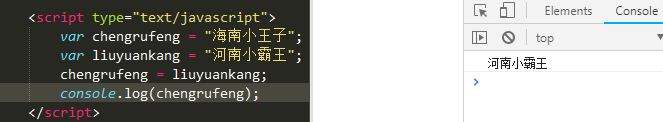 <script type="text/javascript">
var chengrufeng = "海南小王子";
var liuyuankang = "河南小霸王";
chengrufeng = liuyuankang;
console.log(chengrufeng);
</script>
Elements Console
top
河南小霸王
>